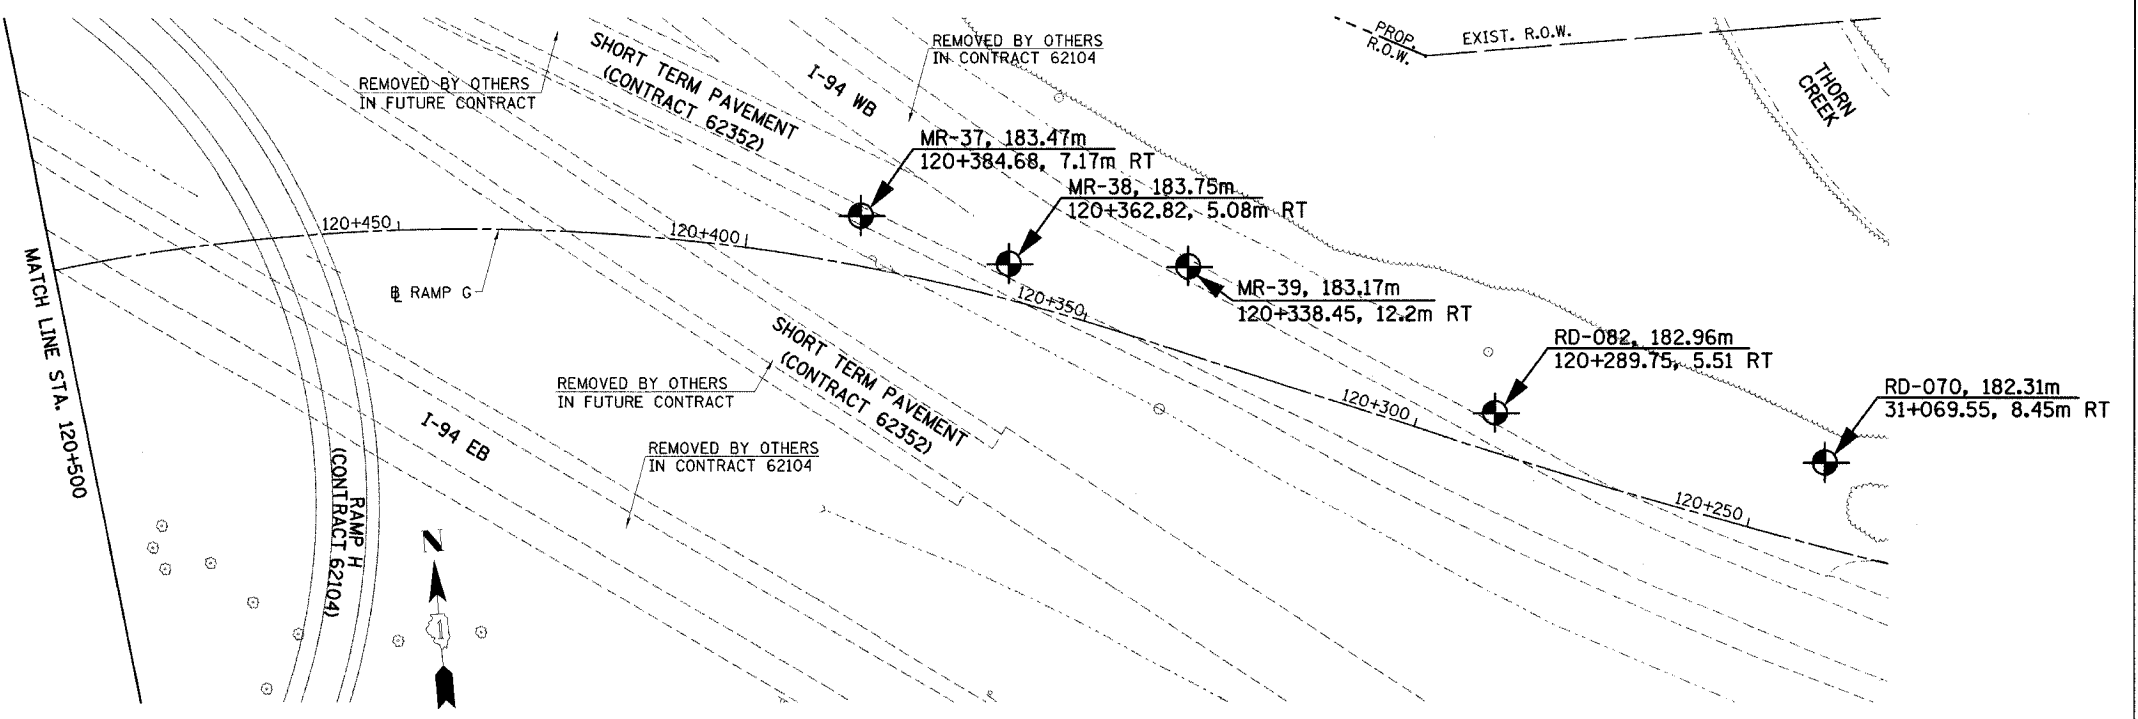 PROP.
R.O.W.
EXIST. R.O.W.
THORN
CREEK
REMOVED BY OTHERS
IN CONTRACT 62104
SHORT TERM PAVEMENT
(CONTRACT 62352)
I-94 WB
REMOVED BY OTHERS
IN FUTURE CONTRACT
MR-37, 183.47m
120+384.68, 7.17m RT
MR-38, 183.75m
120+362.82, 5.08m RT
120+450
120+400
MATCH LINE STA. 120+500
℄ RAMP G
120+350
MR-39, 183.17m
120+338.45, 12.2m RT
SHORT TERM PAVEMENT
(CONTRACT 62352)
RD-082, 182.96m
120+289.75, 5.51 RT
REMOVED BY OTHERS
IN FUTURE CONTRACT
120+300
RD-070, 182.31m
31+069.55, 8.45m RT
I-94 EB
REMOVED BY OTHERS
IN CONTRACT 62104
RAMP H
(CONTRACT 62104)
120+250
N
1